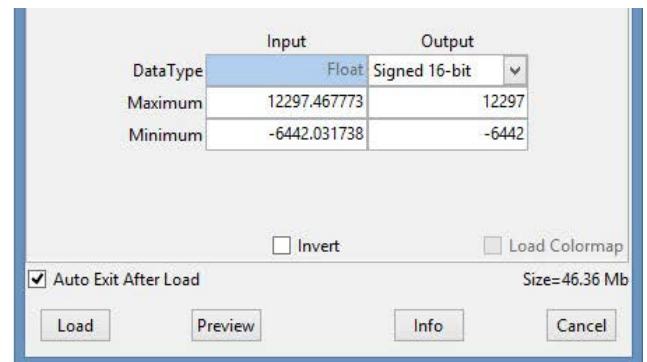 Input Output
DataType Float Signed 16-bit
Maximum 12297.467773 12297
Minimum -6442.031738 -6442
Invert Load Colormap
Auto Exit After Load Size=46.36 Mb
Load Preview Info Cancel